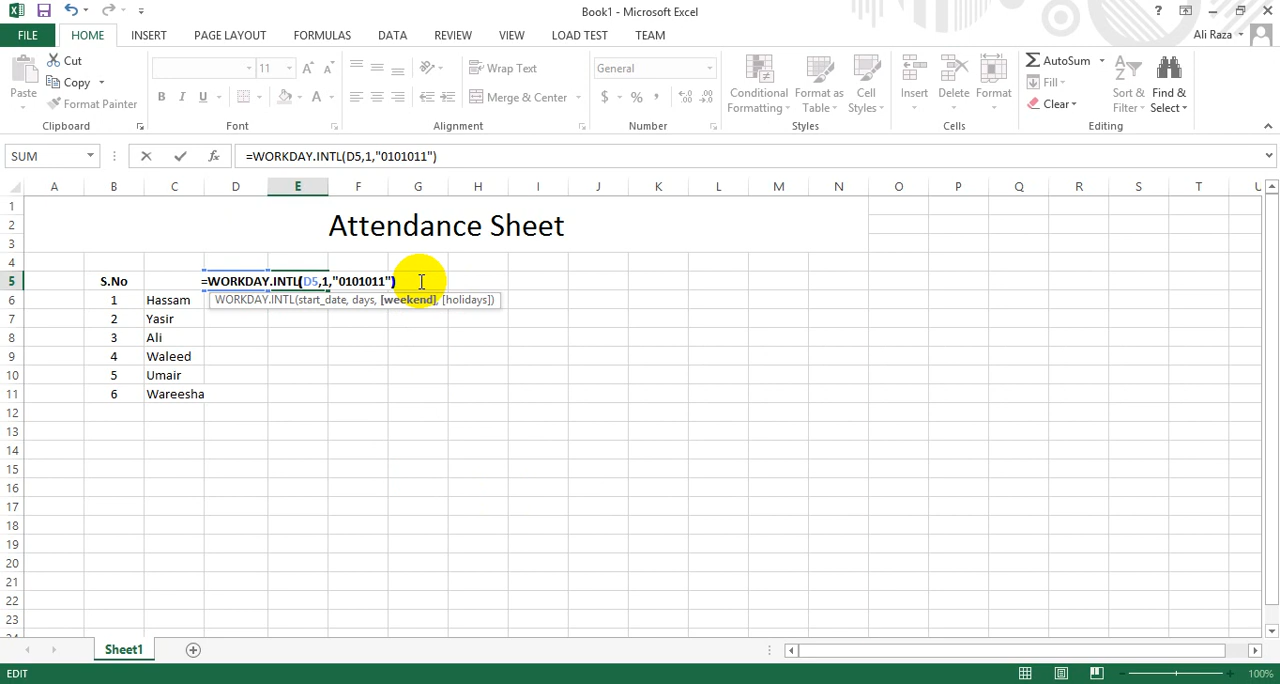 Book1 - Microsoft Excel
?
FILE HOME INSERT PAGE LAYOUT FORMULAS DATA REVIEW VIEW LOAD TEST TEAM
Ali Raza
Paste
Cut
Copy
Format Painter
Clipboard
11
A A
B I U A
Font
Wrap Text
Merge & Center
Alignment
General
$ % ,
Number
Conditional Formatting
Format as Table
Cell Styles
Styles
Insert
Delete
Format
Cells
AutoSum
Fill
Clear
Sort & Filter
Find & Select
Editing
SUM
fx
=WORKDAY.INTL(D5,1,"0101011")
A B C D E F G H I J K L M N O P Q R S T U
1
2 Attendance Sheet
3
4
5 S.No =WORKDAY.INTL(D5,1,"0101011")
6 1 Hassam WORKDAY.INTL(start_date, days, [weekend], [holidays])
7 2 Yasir
8 3 Ali
9 4 Waleed
10 5 Umair
11 6 Wareesha
12
13
14
15
16
17
18
19
20
21
22
23
24
Sheet1
EDIT
100%